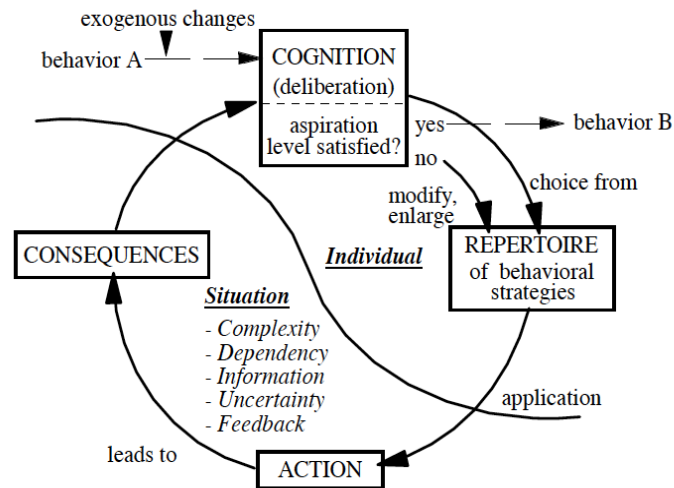 exogenous changes
behavior A
COGNITION
(deliberation)
aspiration
level satisfied?
yes
behavior B
no
modify,
enlarge
choice from
CONSEQUENCES
Individual
REPERTOIRE
of behavioral
strategies
Situation
- Complexity
- Dependency
- Information
- Uncertainty
- Feedback
application
leads to
ACTION